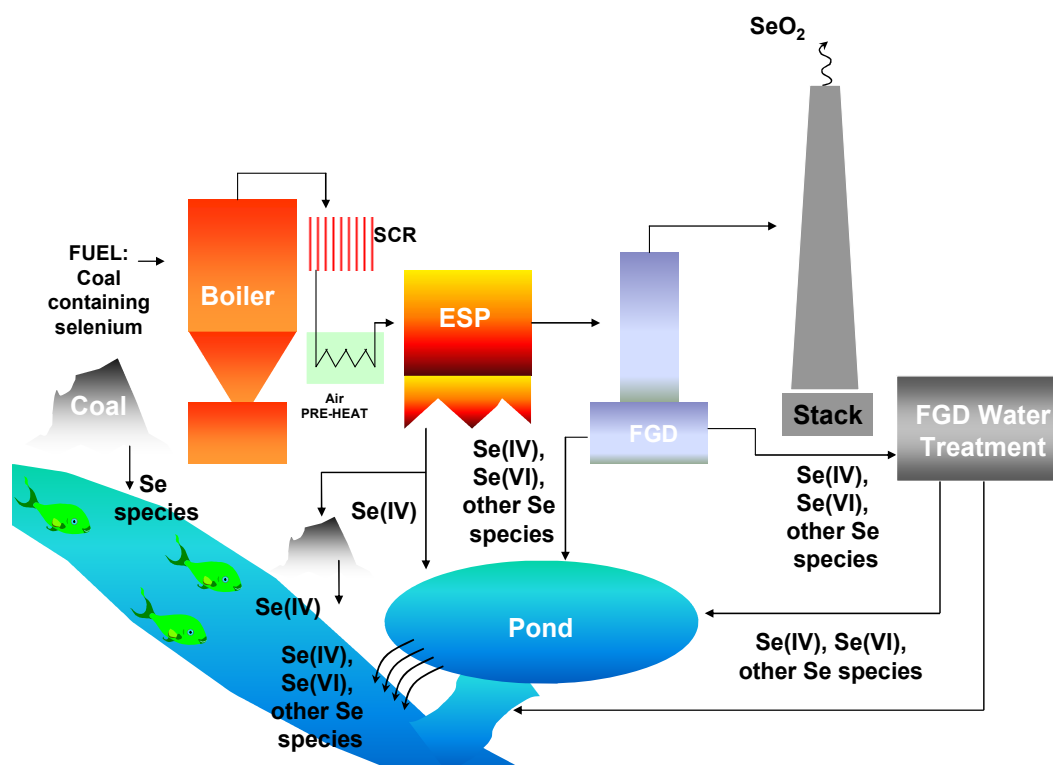 SeO₂
FUEL:
Coal
containing
selenium
Boiler
SCR
ESP
Air
PRE-HEAT
Coal
Stack
FGD Water
Treatment
FGD
Se
species
Se(IV)
Se(IV),
Se(VI),
other Se
species
Se(IV),
Se(VI),
other Se
species
Se(IV)
Pond
Se(IV),
Se(VI),
other Se
species
Se(IV), Se(VI),
other Se species